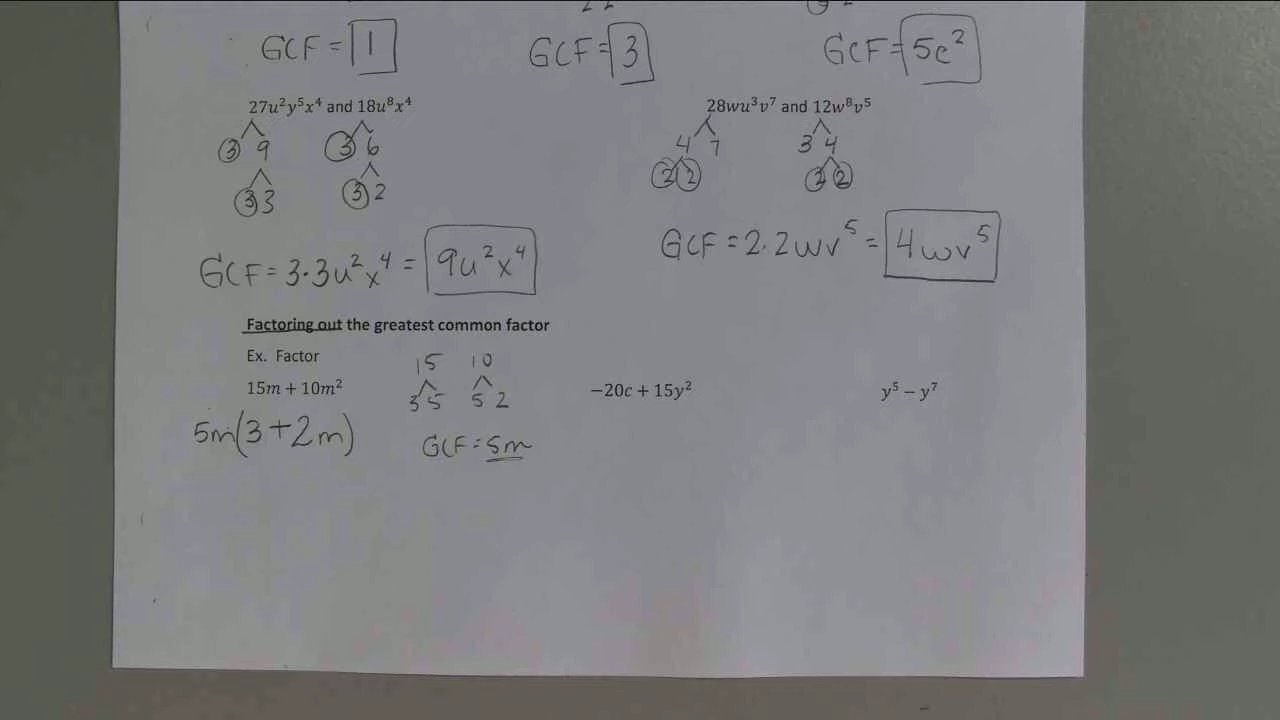 GCF = 1 GCF = 3 GCF = 5c²
27u²y⁵x⁴ and 18u⁸x⁴ 28wu³v⁷ and 12w⁸v⁵
3 9 3 6 4 7 3 4
3 3 3 2 2 2 2 2
GCF = 3·3u²x⁴ = 9u²x⁴ GCF = 2·2wv⁵ = 4wv⁵
Factoring out the greatest common factor
Ex. Factor 15 10
15m + 10m² 3 5 5 2 −20c + 15y² y⁵ − y⁷
5m(3+2m) GCF = 5m